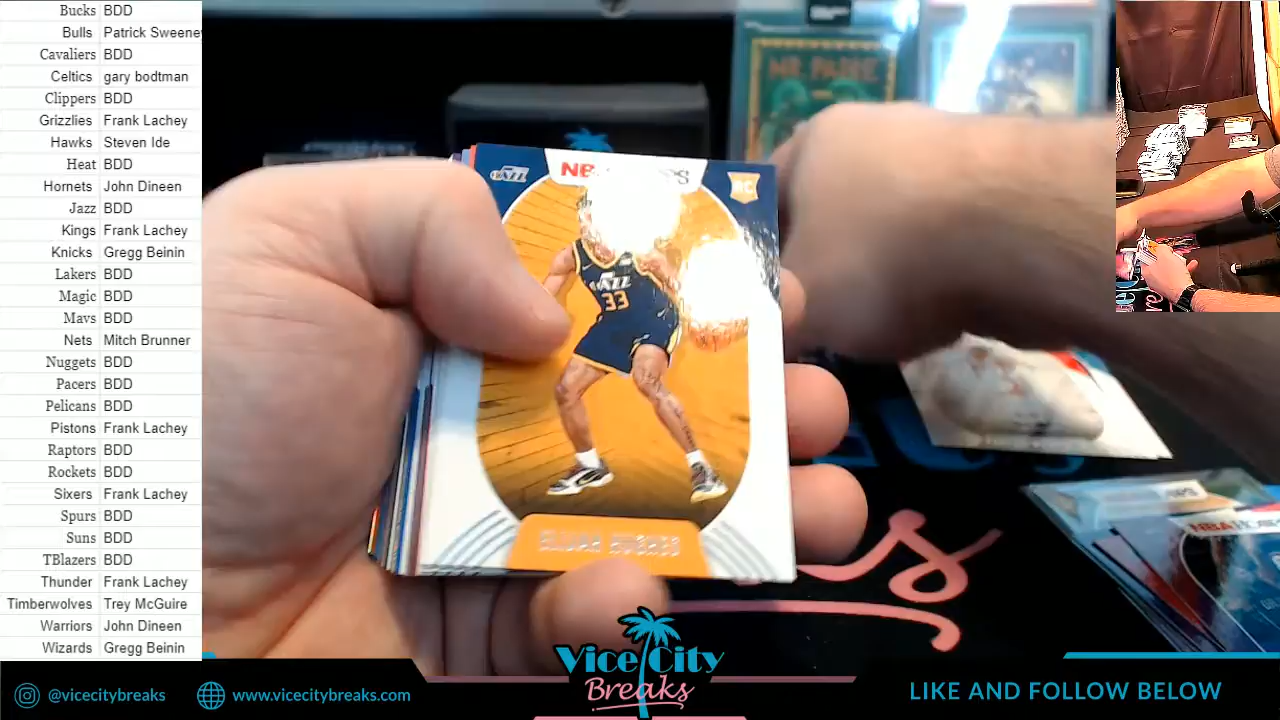 Bucks BDD
Bulls Patrick Sweene
Cavaliers BDD
Celtics gary bodtman
Clippers BDD
Grizzlies Frank Lachey
Hawks Steven Ide
Heat BDD
Hornets John Dineen
Jazz BDD
Kings Frank Lachey
Knicks Gregg Beinin
Lakers BDD
Magic BDD
Mavs BDD
Nets Mitch Brunner
Nuggets BDD
Pacers BDD
Pelicans BDD
Pistons Frank Lachey
Raptors BDD
Rockets BDD
Sixers Frank Lachey
Spurs BDD
Suns BDD
TBlazers BDD
Thunder Frank Lachey
Timberwolves Trey McGuire
Warriors John Dineen
Wizards Gregg Beinin
JAZZ
RC
JAZZ
33
ELIJAH HUGHES
Vice City
Breaks
@vicecitybreaks
www.vicecitybreaks.com
LIKE AND FOLLOW BELOW